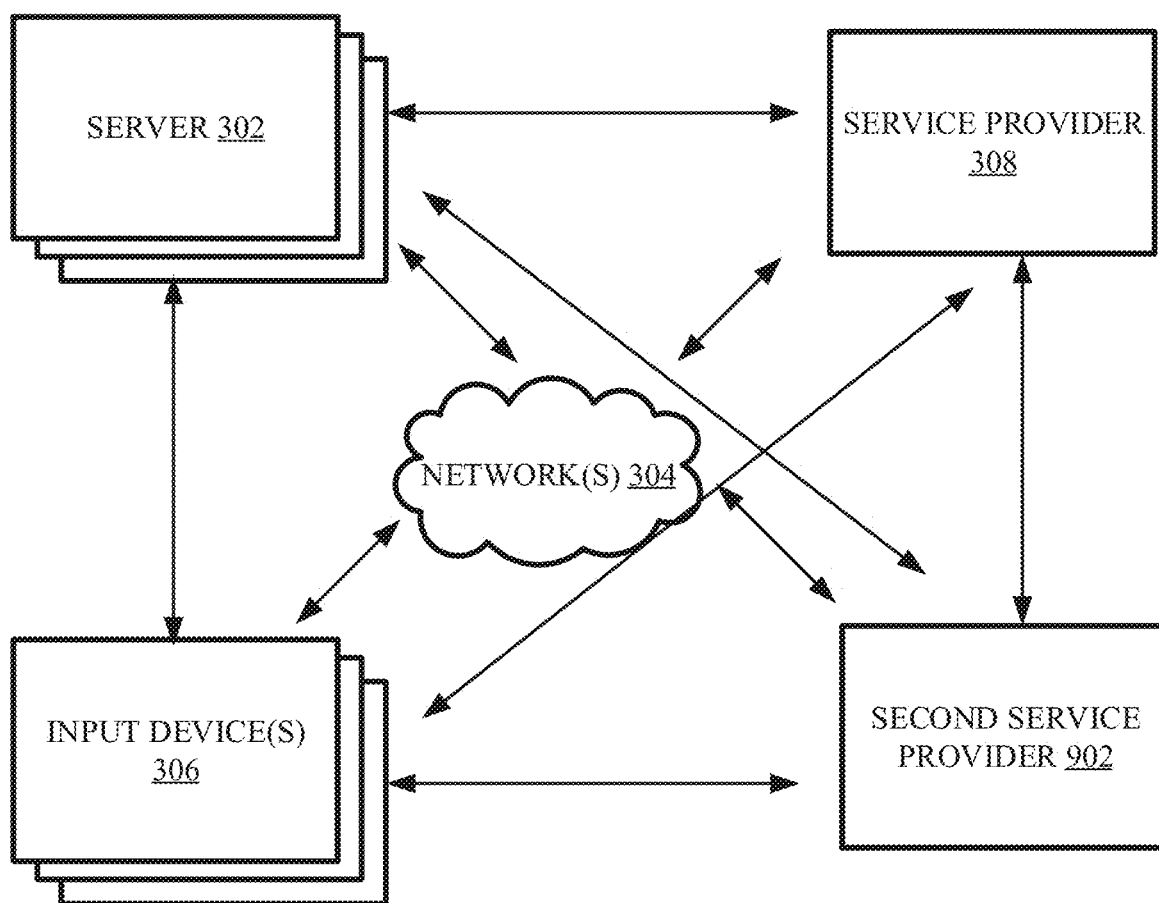 SERVER 302
SERVICE PROVIDER
308
NETWORK(S) 304
INPUT DEVICE(S)
306
SECOND SERVICE
PROVIDER 902